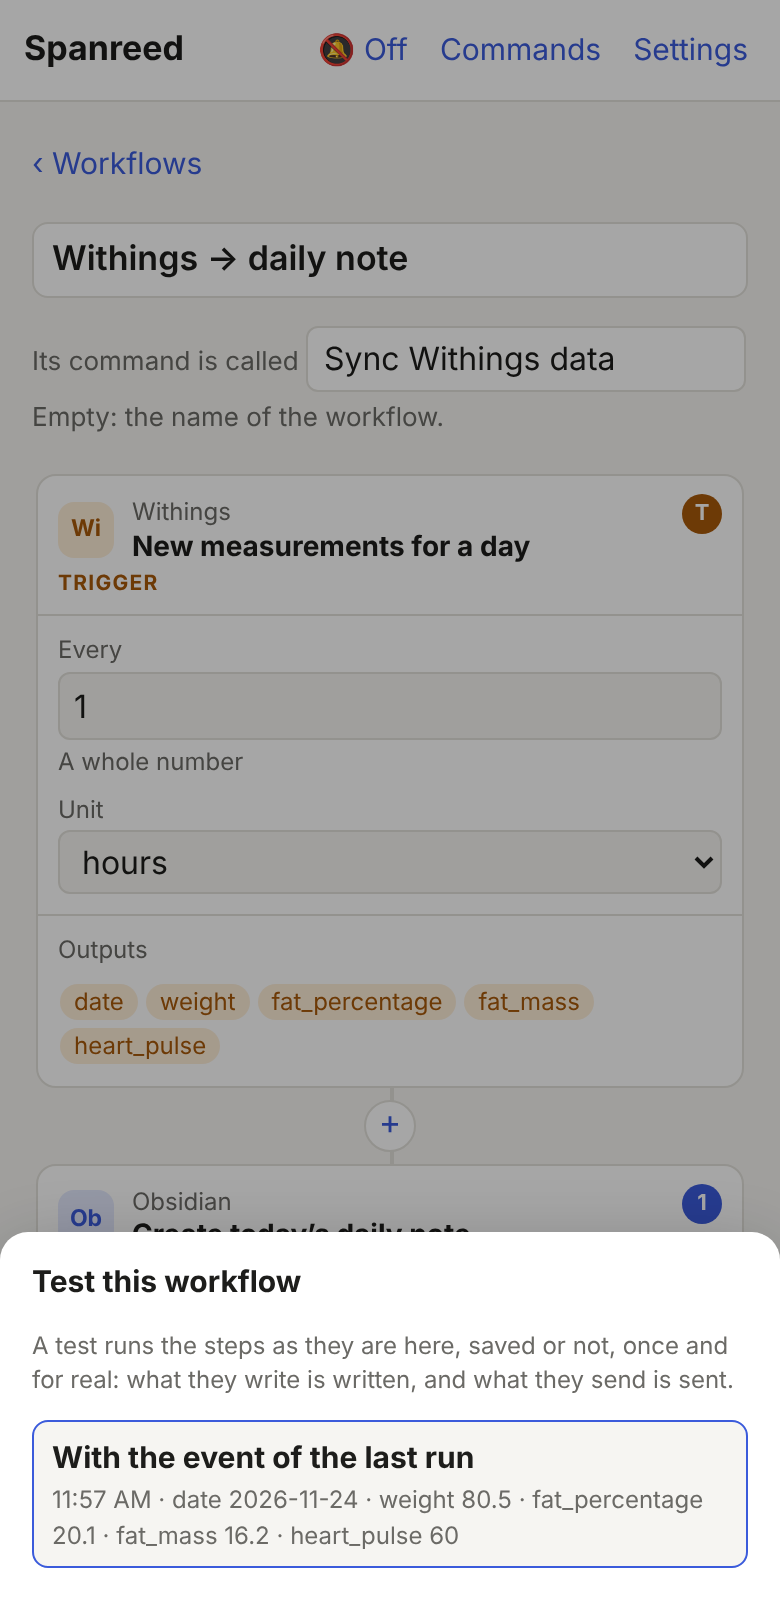 Spanreed
Off
Commands
Settings
‹ Workflows
Withings → daily note
Its command is called
Sync Withings data
Empty: the name of the workflow.
Wi
Withings
T
New measurements for a day
TRIGGER
Every
1
A whole number
Unit
hours
Outputs
date
weight
fat_percentage
fat_mass
heart_pulse
+
Ob
Obsidian
1
Create today's daily note
Test this workflow
A test runs the steps as they are here, saved or not, once and
for real: what they write is written, and what they send is sent.
With the event of the last run
11:57 AM · date 2026-11-24 · weight 80.5 · fat_percentage
20.1 · fat_mass 16.2 · heart_pulse 60